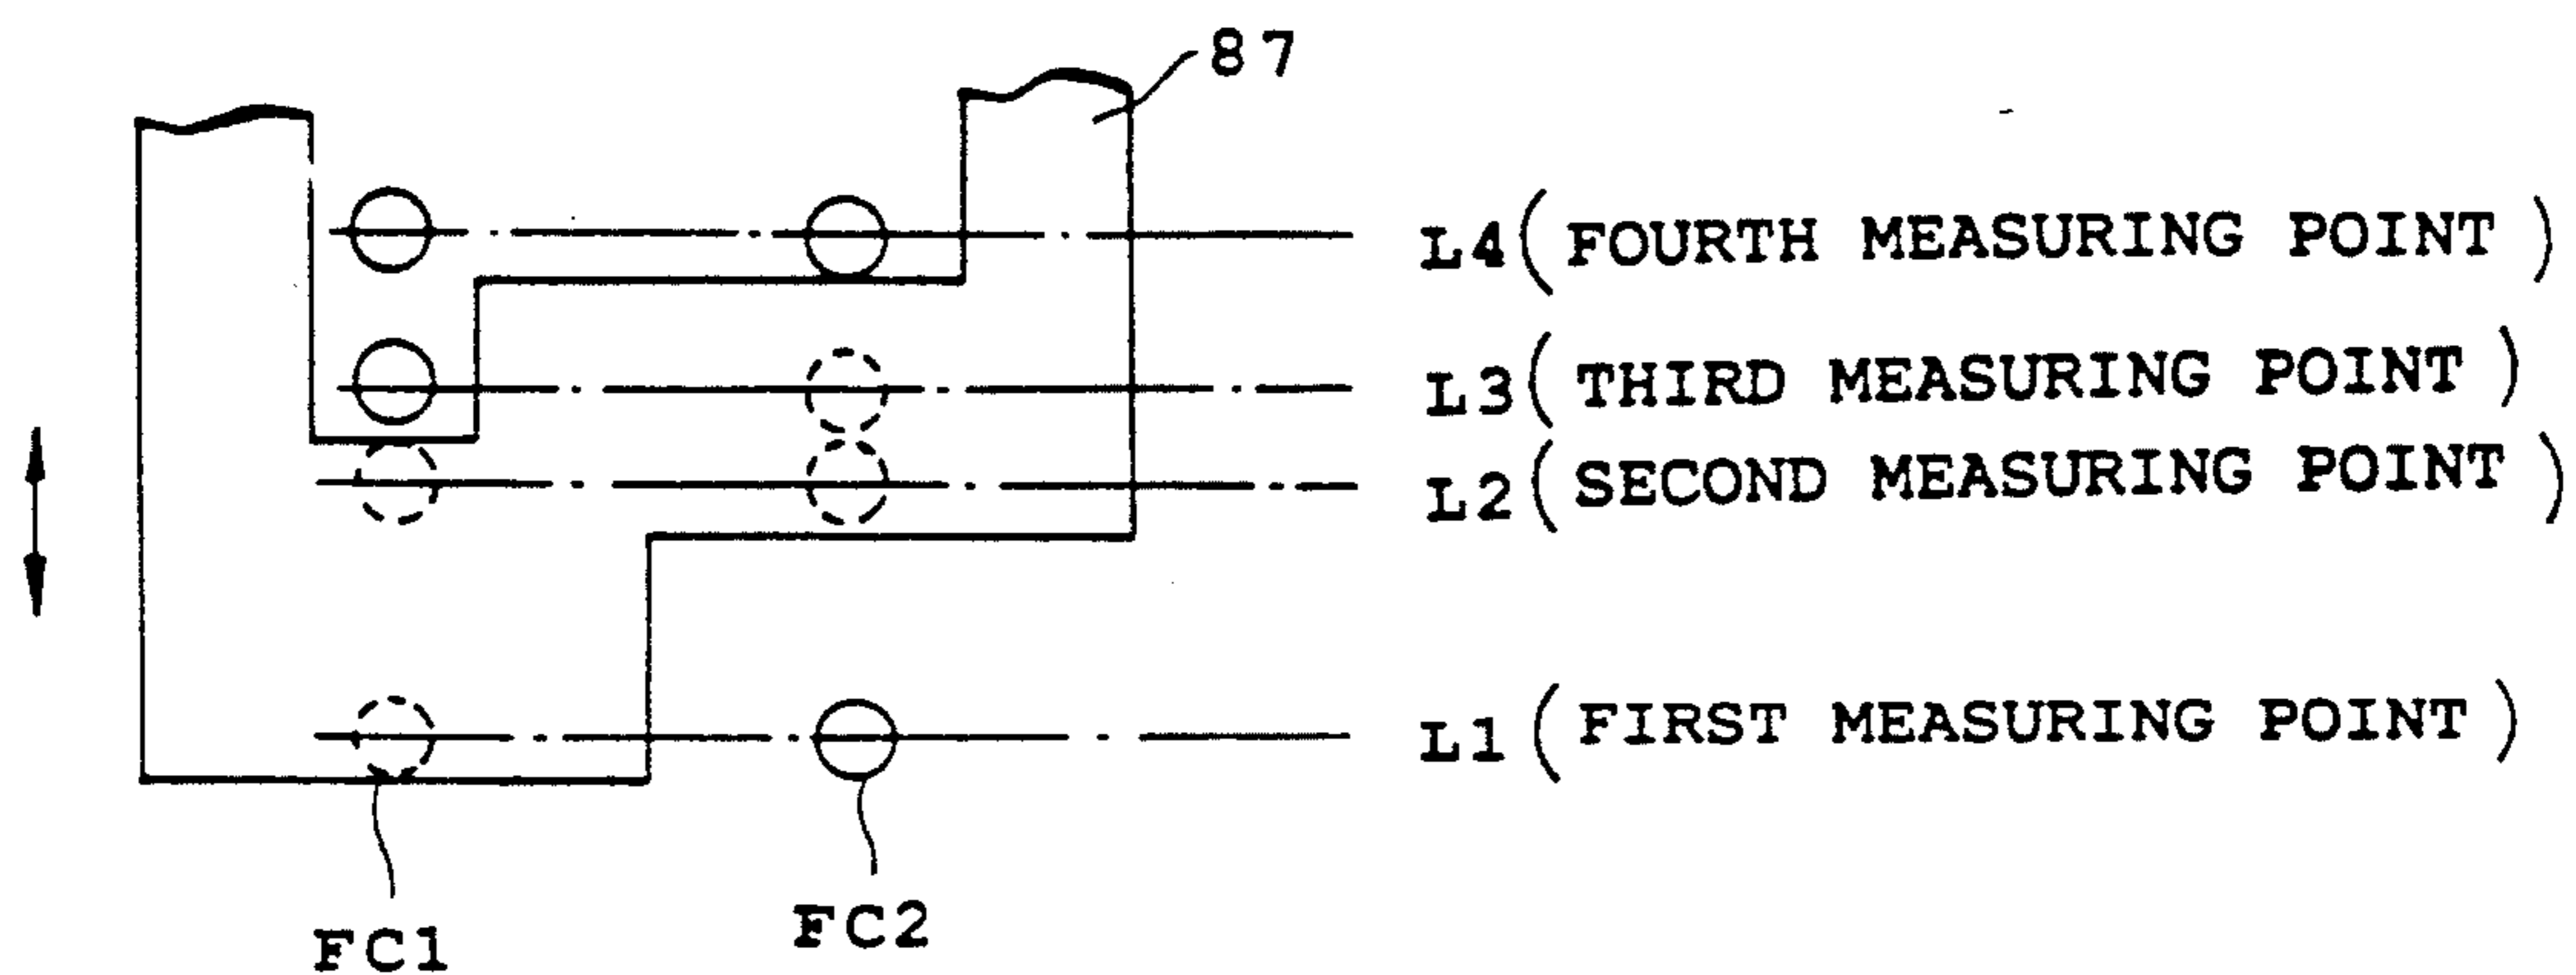 87
L4 (FOURTH MEASURING POINT)
L3 (THIRD MEASURING POINT)
L2 (SECOND MEASURING POINT)
L1 (FIRST MEASURING POINT)
FC1
FC2